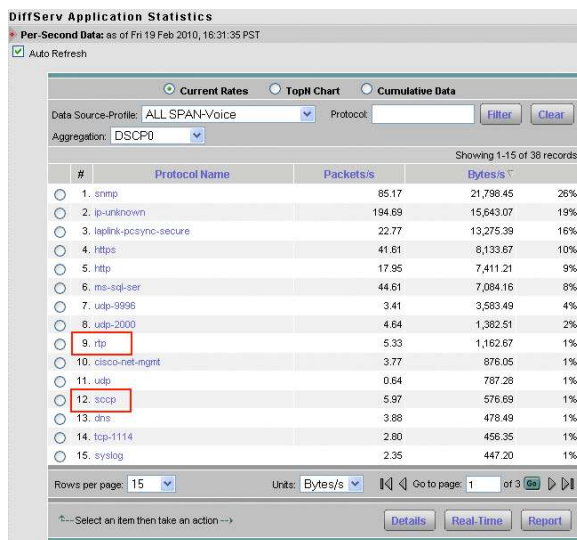 DiffServ Application Statistics
Per-Second Data: as of Fri 19 Feb 2010, 16:31:35 PST
Auto Refresh
Current Rates TopN Chart Cumulative Data
Data Source-Profile: ALL SPAN-Voice Protocol: Filter Clear
Aggregation: DSCP0
Showing 1-15 of 38 records
# Protocol Name Packets/s Bytes/s
1. snmp 85.17 21,798.45 26%
2. ip-unknown 194.69 15,643.07 19%
3. laplink-pcsync-secure 22.77 13,275.39 16%
4. https 41.61 8,133.67 10%
5. http 17.95 7,411.21 9%
6. ms-sql-ser 44.61 7,084.16 8%
7. udp-9996 3.41 3,583.49 4%
8. udp-2000 4.64 1,382.51 2%
9. rtp 5.33 1,162.67 1%
10. cisco-net-mgmt 3.77 876.05 1%
11. udp 0.64 787.28 1%
12. sccp 5.97 576.69 1%
13. dns 3.88 478.49 1%
14. tcp-1114 2.80 456.35 1%
15. syslog 2.35 447.20 1%
Rows per page: 15 Units: Bytes/s Go to page: 1 of 3 Go
Select an item then take an action --> Details Real-Time Report